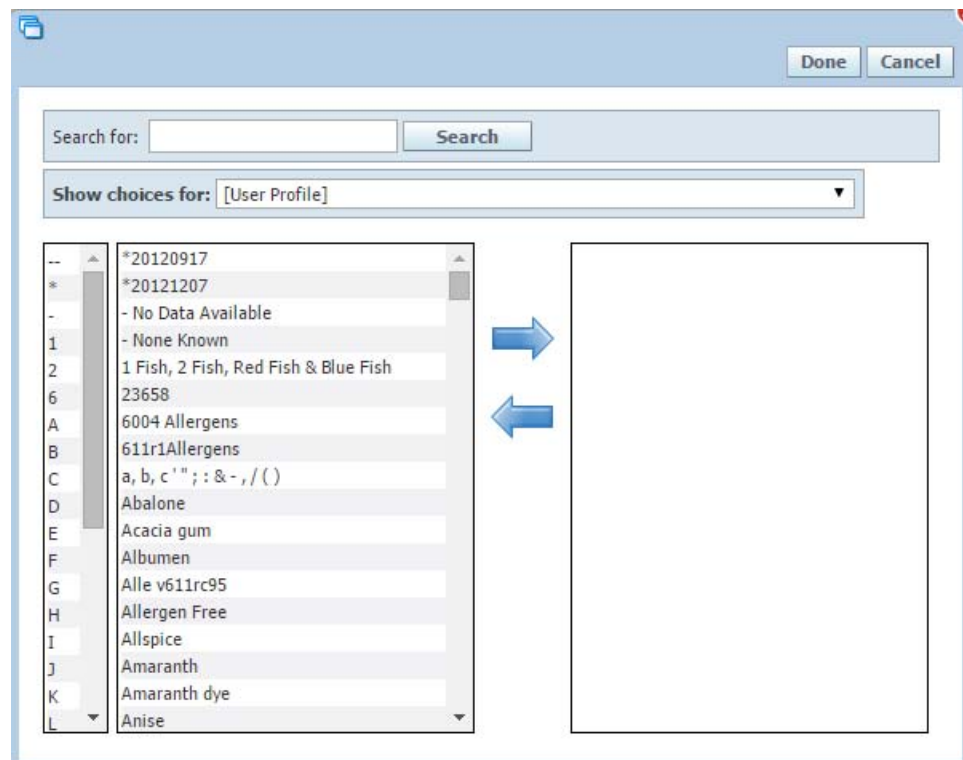 Done Cancel
Search for: Search
Show choices for: [User Profile]
--
*
-
1
2
6
A
B
C
D
E
F
G
H
I
J
K
L
*20120917
*20121207
- No Data Available
- None Known
1 Fish, 2 Fish, Red Fish & Blue Fish
23658
6004 Allergens
611r1Allergens
a, b, c ' " ; : & - , / ( )
Abalone
Acacia gum
Albumen
Alle v611rc95
Allergen Free
Allspice
Amaranth
Amaranth dye
Anise